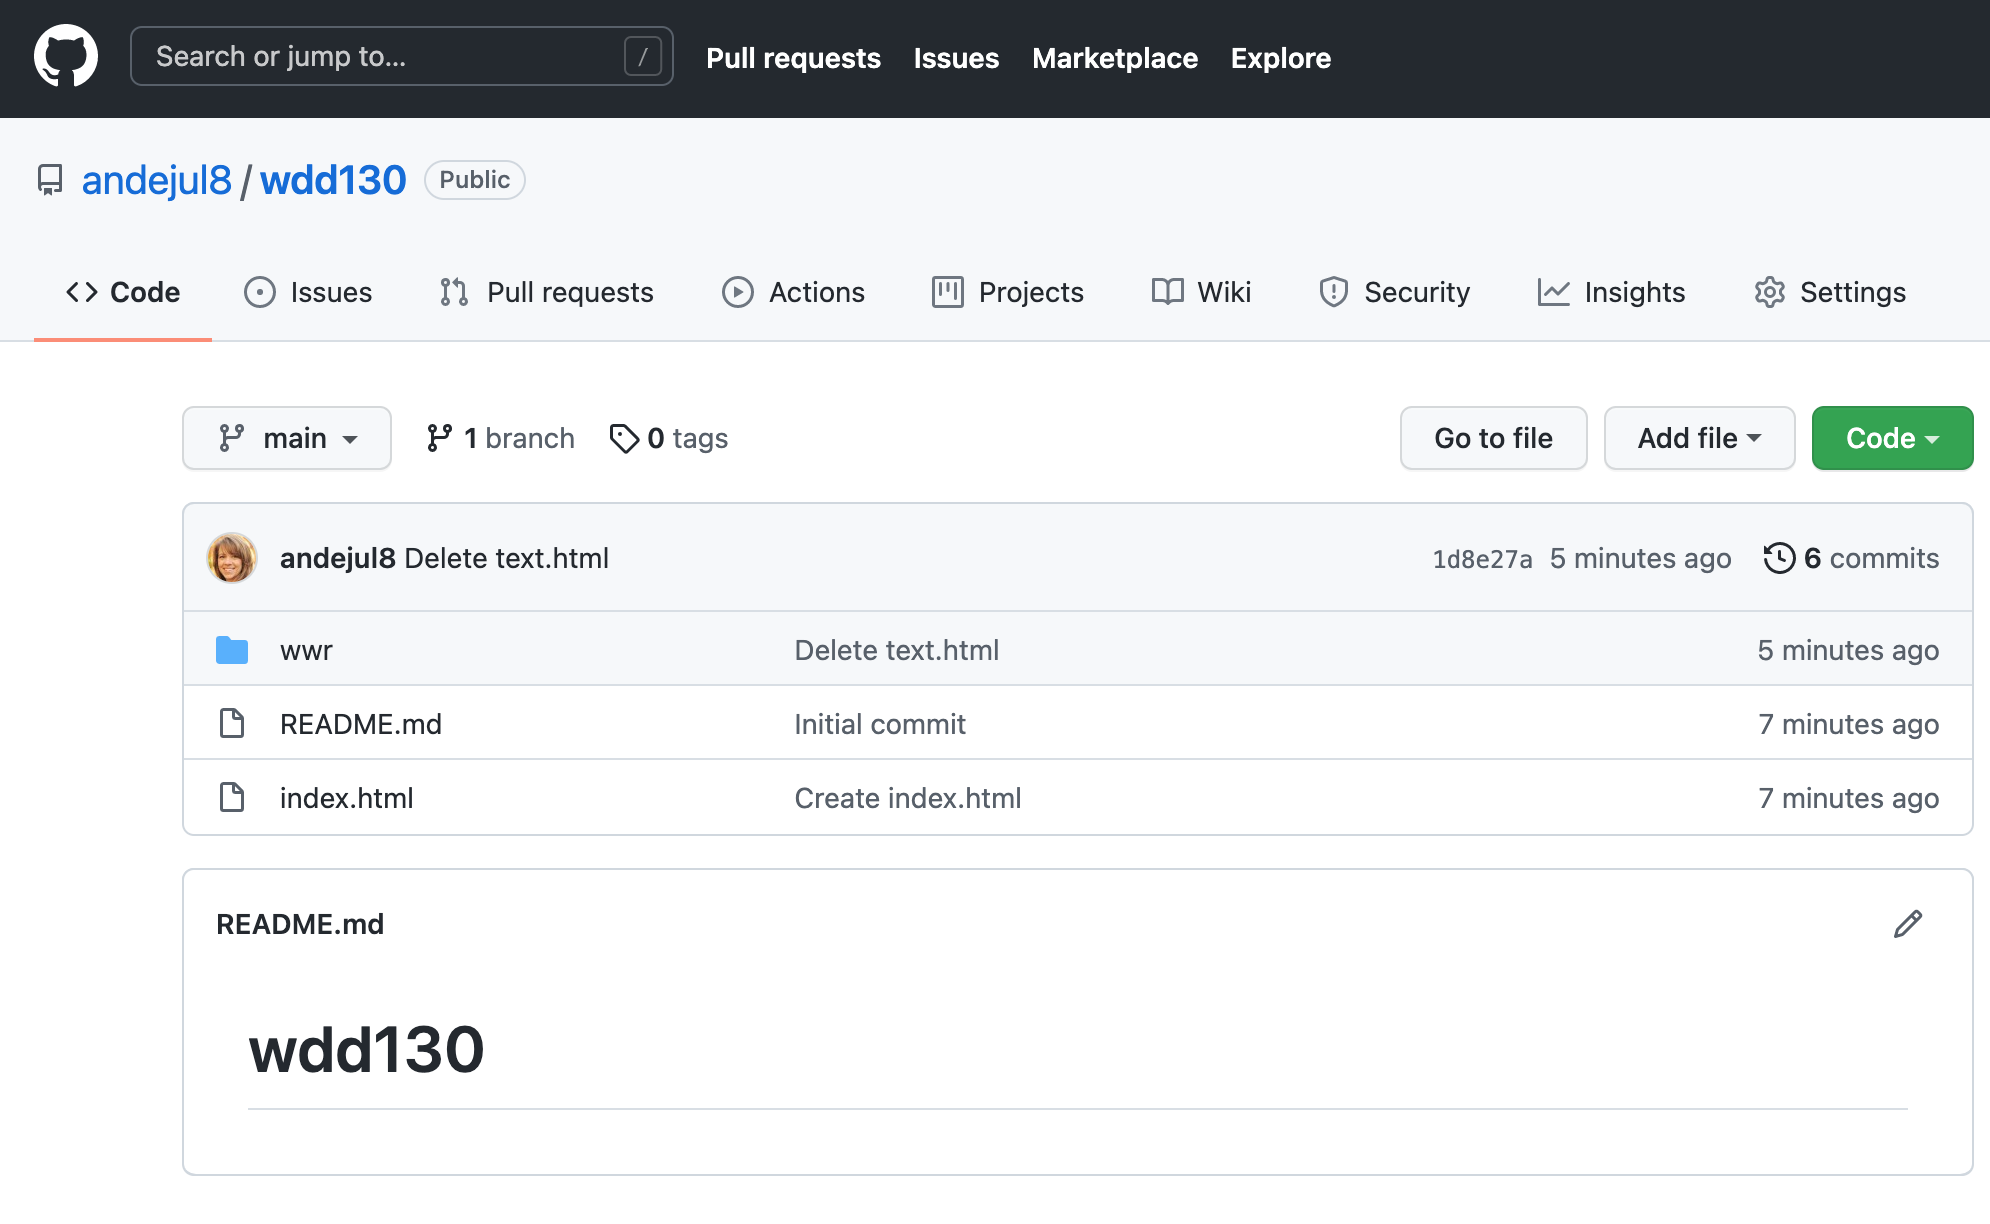 Search or jump to... / Pull requests Issues Marketplace Explore
andejul8 / wdd130 Public
Code Issues Pull requests Actions Projects Wiki Security Insights Settings
main 1 branch 0 tags Go to file Add file Code
andejul8 Delete text.html 1d8e27a 5 minutes ago 6 commits
wwr Delete text.html 5 minutes ago
README.md Initial commit 7 minutes ago
index.html Create index.html 7 minutes ago
README.md
wdd130